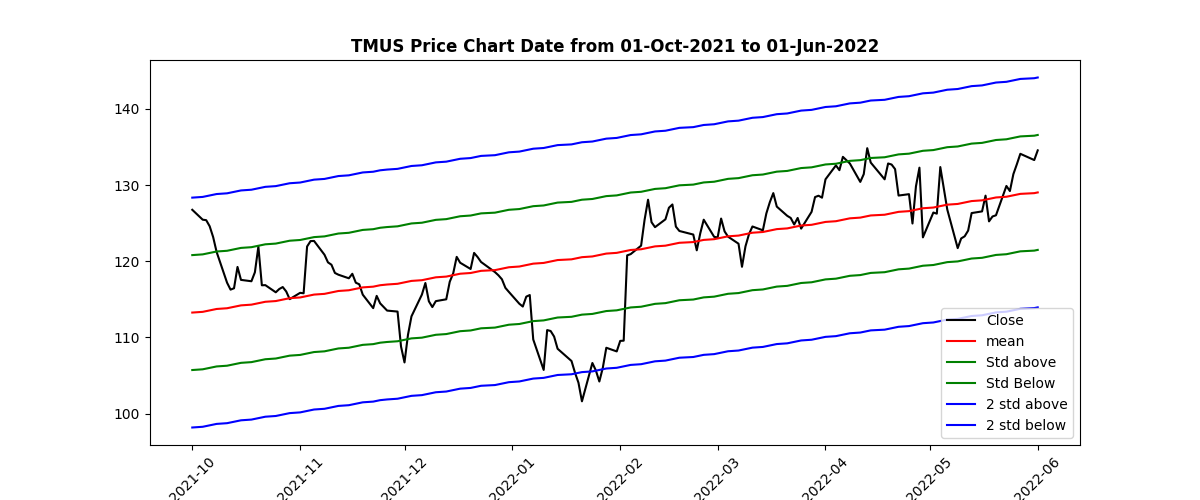 TMUS Price Chart Date from 01-Oct-2021 to 01-Jun-2022
140
130
120
110
100
Close
mean
Std above
Std Below
2 std above
2 std below
2021-10
2021-11
2021-12
2022-01
2022-02
2022-03
2022-04
2022-05
2022-06